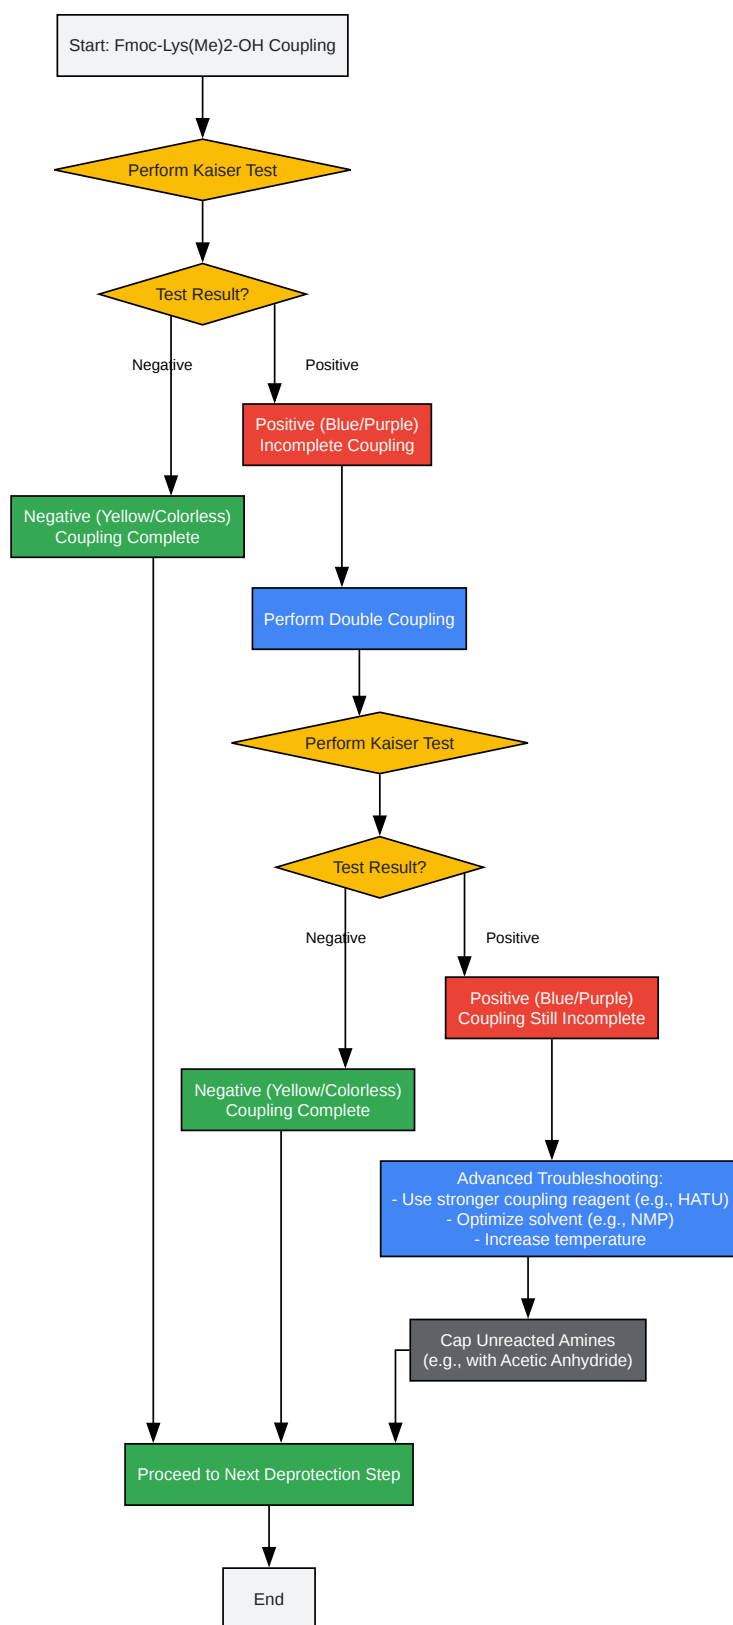 Start: Fmoc-Lys(Me)2-OH Coupling
Perform Kaiser Test
Test Result?
Negative
Positive
Positive (Blue/Purple)
Incomplete Coupling
Negative (Yellow/Colorless)
Coupling Complete
Perform Double Coupling
Perform Kaiser Test
Test Result?
Negative
Positive
Positive (Blue/Purple)
Coupling Still Incomplete
Negative (Yellow/Colorless)
Coupling Complete
Advanced Troubleshooting:
- Use stronger coupling reagent (e.g., HATU)
- Optimize solvent (e.g., NMP)
- Increase temperature
Cap Unreacted Amines
(e.g., with Acetic Anhydride)
Proceed to Next Deprotection Step
End